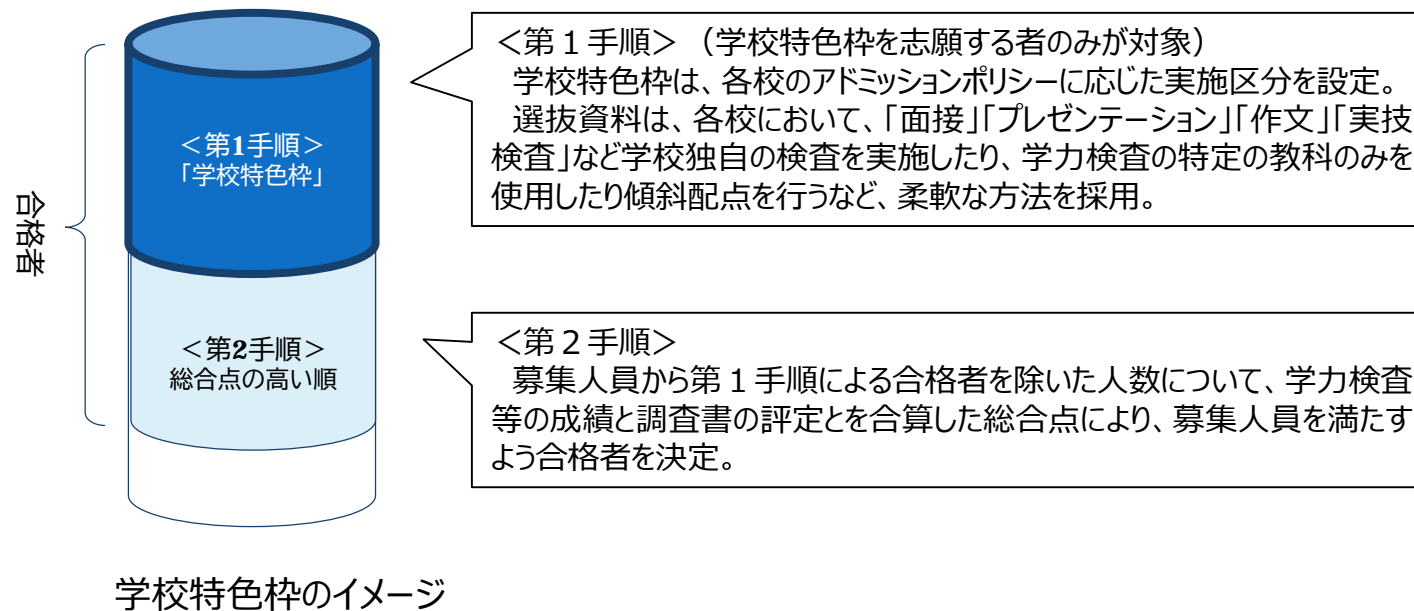 <第1手順>
「学校特色枠」
<第2手順>
総合点の高い順
合格者
<第1手順>(学校特色枠を志願する者のみが対象)
学校特色枠は、各校のアドミッションポリシーに応じた実施区分を設定。
選抜資料は、各校において、「面接」「プレゼンテーション」「作文」「実技
検査」など学校独自の検査を実施したり、学力検査の特定の教科のみを
使用したり傾斜配点を行うなど、柔軟な方法を採用。
<第2手順>
募集人員から第1手順による合格者を除いた人数について、学力検査
等の成績と調査書の評定とを合算した総合点により、募集人員を満たす
よう合格者を決定。
学校特色枠のイメージ